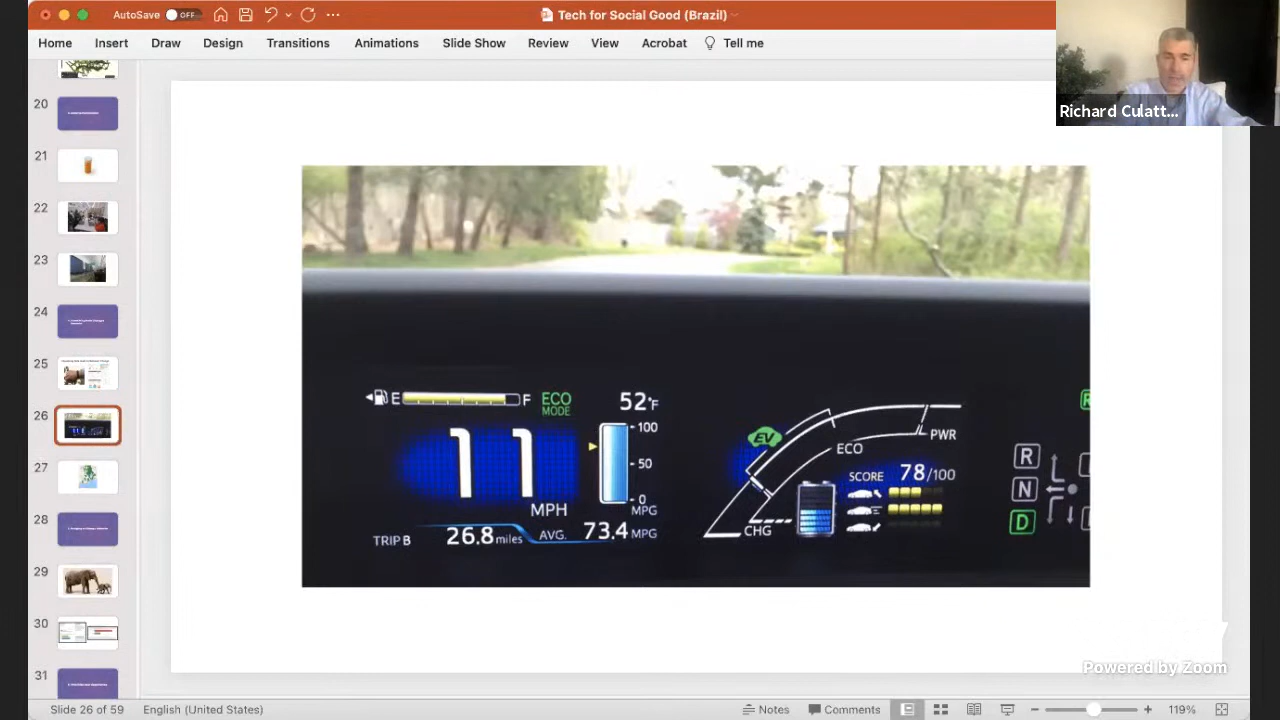 AutoSave OFF
Tech for Social Good (Brazil)
Home Insert Draw Design Transitions Animations Slide Show Review View Acrobat Tell me
Richard Culatt...
20
21
22
23
24
25
26
27
28
29
30
31
E F ECO MODE 52°F
100
50
0
MPG
11
MPH
TRIP B 26.8 miles AVG. 73.4 MPG
EV
ECO
PWR
CHG
SCORE 78/100
R
N
D
Powered by Zoom
Slide 26 of 59 English (United States) Notes Comments 119%